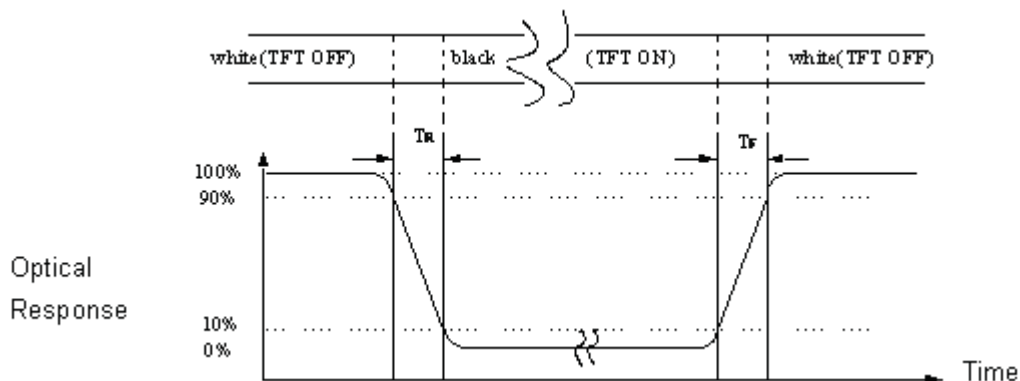 white(TFT OFF) black (TFT ON) white(TFT OFF)
TR TF
100%
90%
Optical
Response
10%
0%
Time